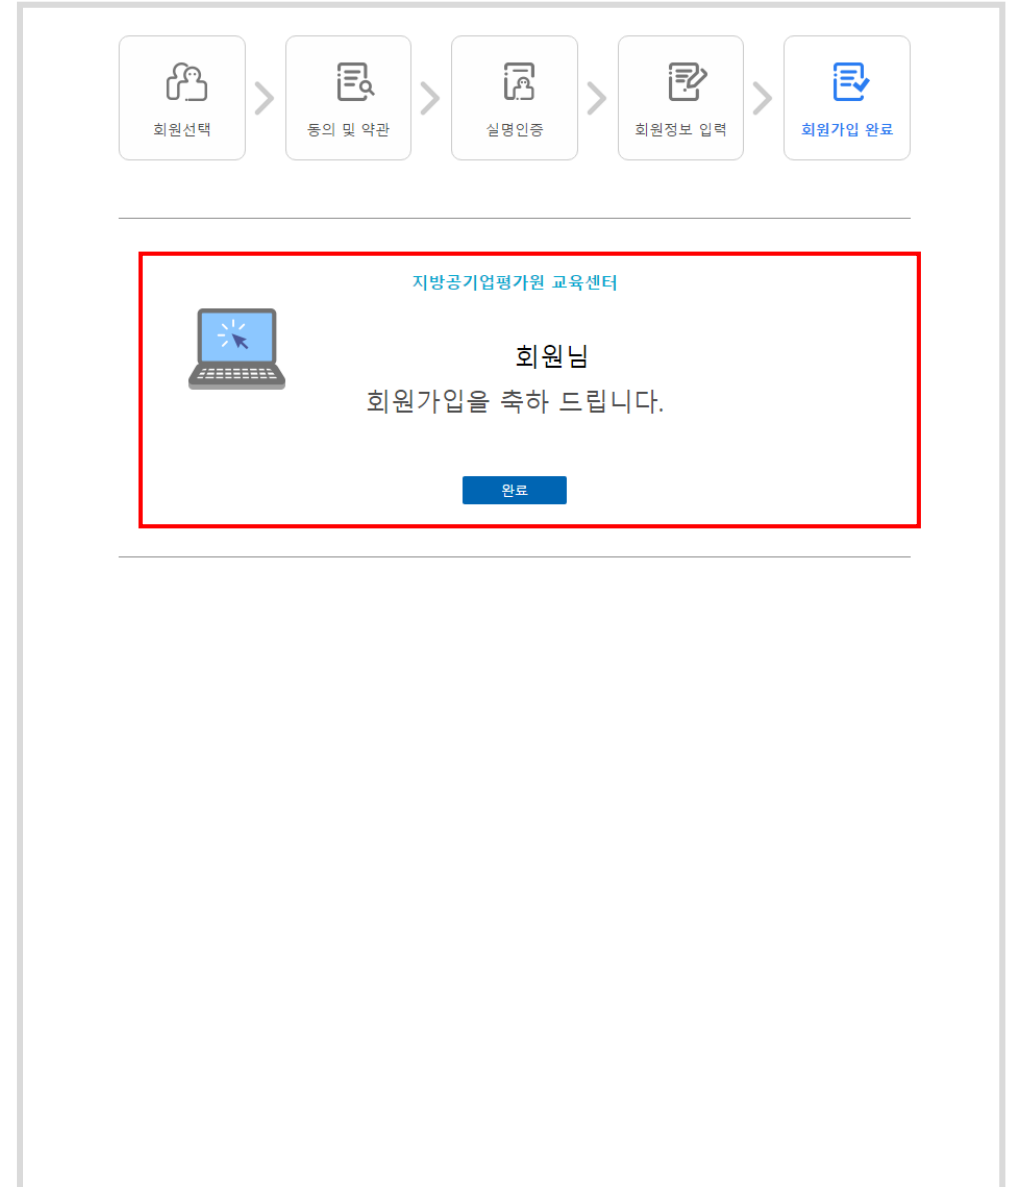 회원선택
동의 및 약관
실명인증
회원정보 입력
회원가입 완료
지방공기업평가원 교육센터
회원님
회원가입을 축하 드립니다.
완료